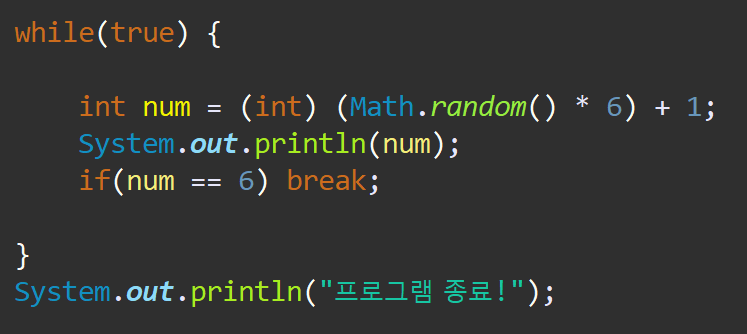 while(true) {
int num = (int) (Math.random() * 6) + 1;
System.out.println(num);
if(num == 6) break;
}
System.out.println("프로그램 종료!");